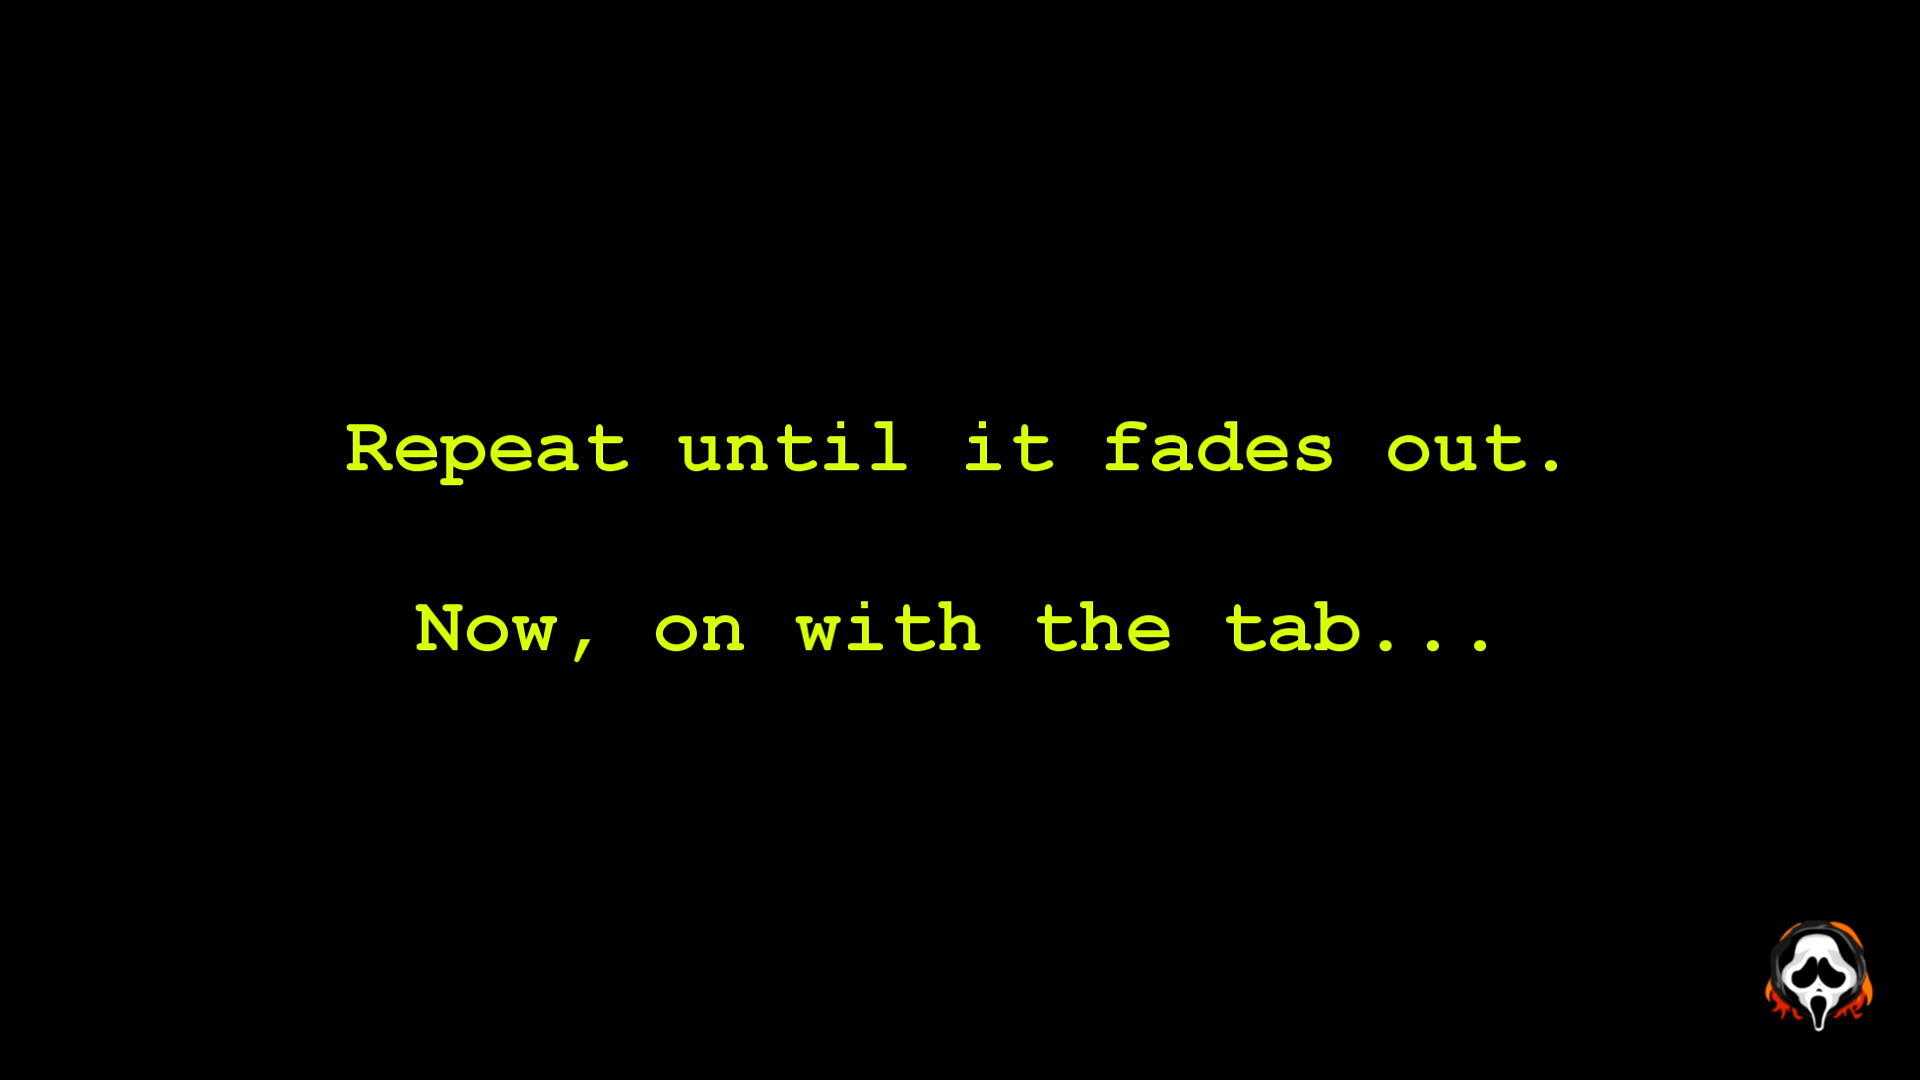 Repeat until it fades out.
Now, on with the tab...